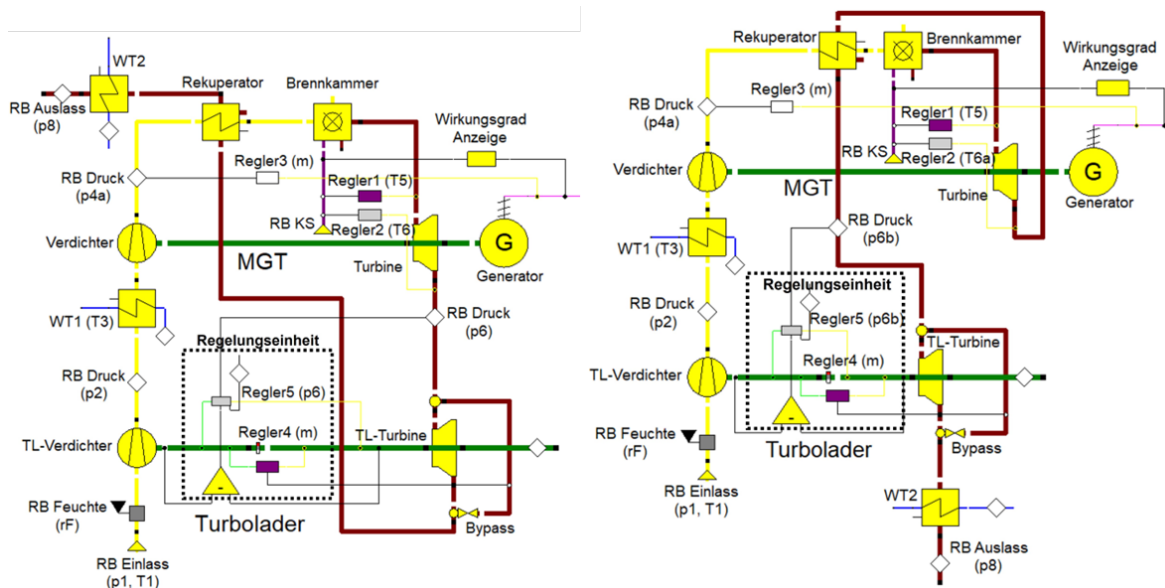 WT2
RB Auslass
(p8)
Rekuperator
Brennkammer
Wirkungsgrad
Anzeige
Regler3 (m)
RB Druck
(p4a)
Regler1 (T5)
RB KS
Regler2 (T6)
Verdichter
MGT
Turbine
G
Generator
WT1 (T3)
RB Druck
(p6)
Regelungseinheit
RB Druck
(p2)
Regler5 (p6)
TL-Verdichter
Regler4 (m)
TL-Turbine
-
RB Feuchte
(rF)
Turbolader
Bypass
RB Einlass
(p1, T1)
Rekuperator
Brennkammer
Wirkungsgrad
Anzeige
Regler3 (m)
RB Druck
(p4a)
Regler1 (T5)
RB KS
Regler2 (T6a)
Verdichter
MGT
Turbine
G
Generator
RB Druck
(p6b)
WT1 (T3)
Regelungseinheit
RB Druck
(p2)
Regler5 (p6b)
TL-Turbine
Regler4 (m)
TL-Verdichter
-
RB Feuchte
(rF)
Turbolader
Bypass
RB Einlass
(p1, T1)
WT2
RB Auslass
(p8)